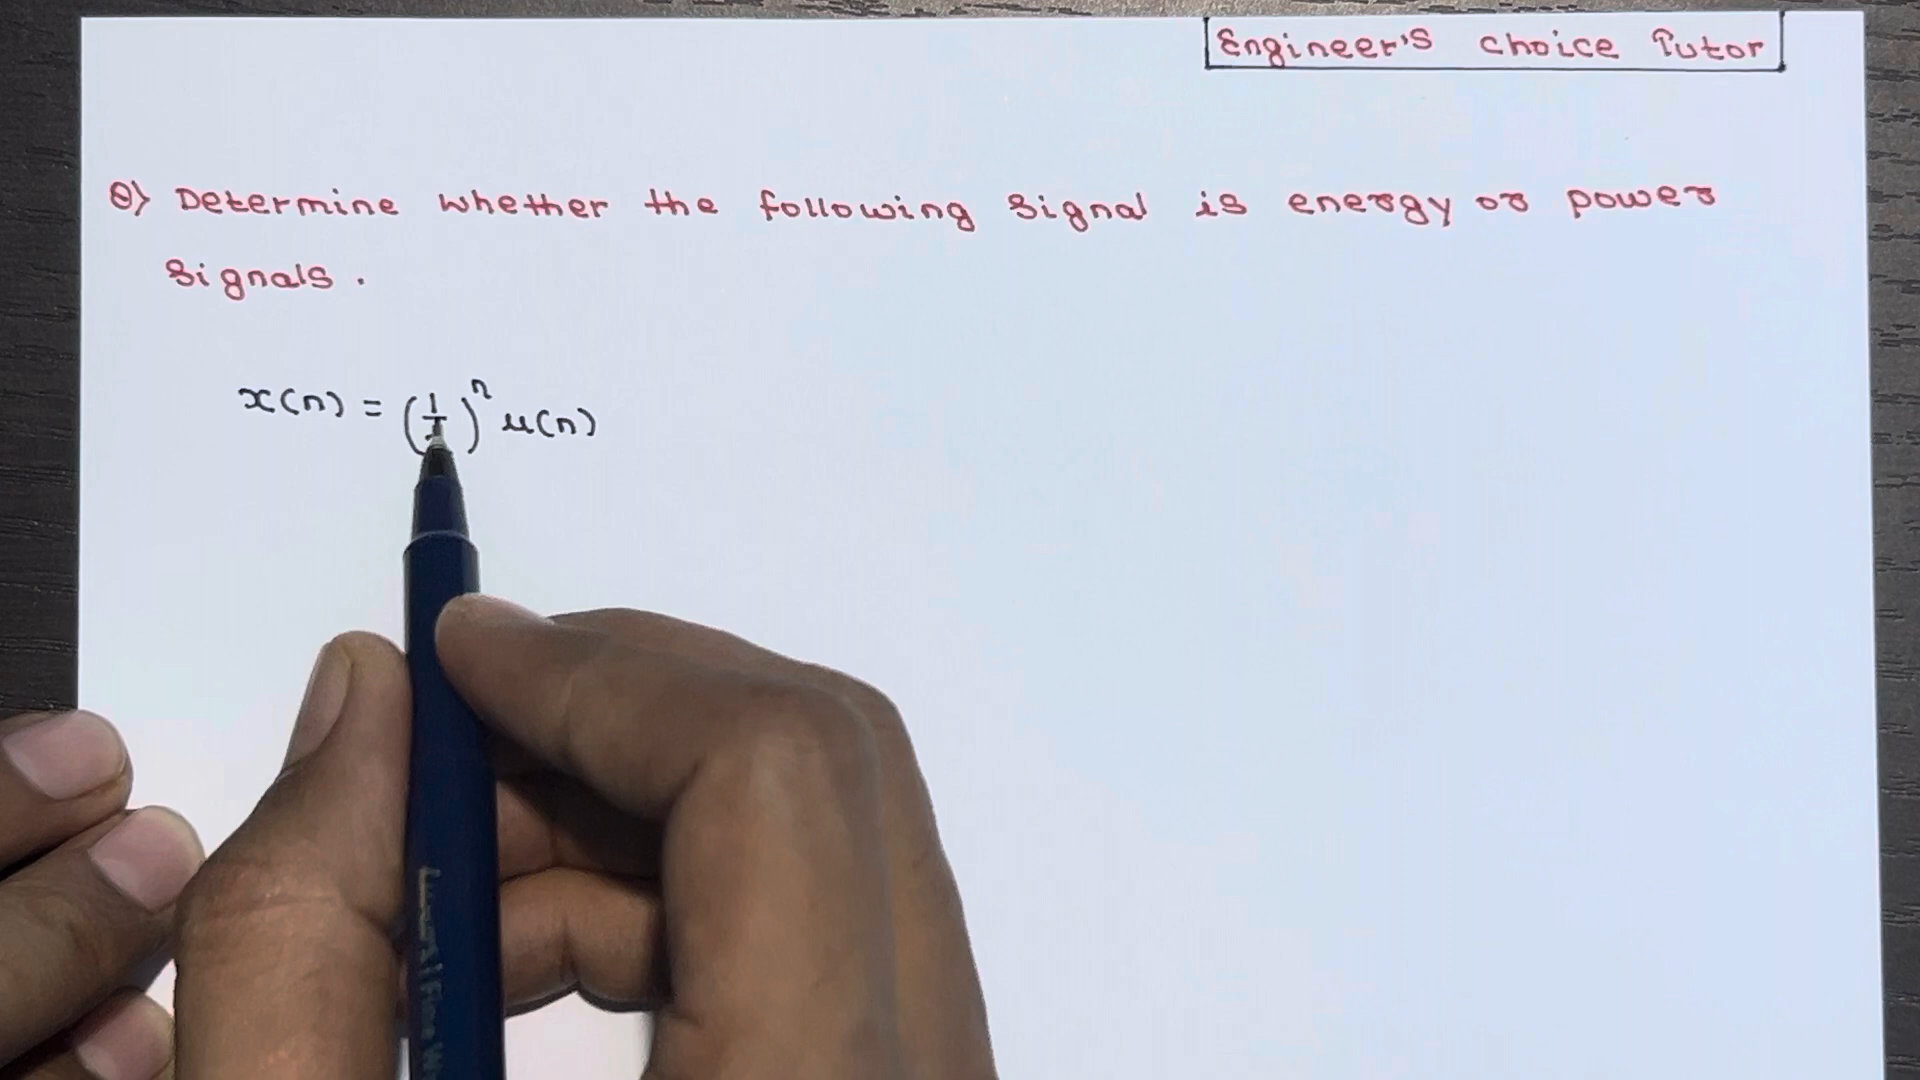 Engineer's choice Tutor
Q) Determine whether the following signal is energy or power
signals.
x(n) = (1/ )^n u(n)